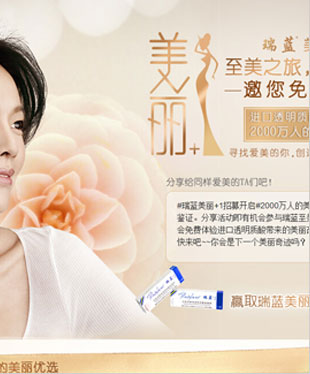 瑞蓝
美丽+
至美之旅，
—邀您免
进口透明质
2000万人的
寻找爱美的你，创
分享给同样爱美的TA们吧！
#瑞蓝美丽+1招募开启#2000万人的美
鉴证。分享活动即有机会参与瑞蓝至
会免费体验进口透明质酸带来的美丽
快来吧~~你会是下一个美丽奇迹吗？
瑞蓝
赢取瑞蓝美丽
的美丽优选